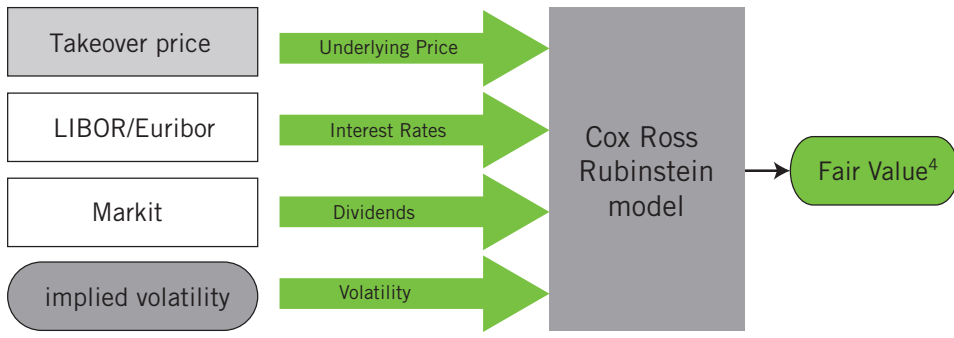 Takeover price
Underlying Price
LIBOR/Euribor
Interest Rates
Cox Ross
Rubinstein
model
Fair Value⁴
Markit
Dividends
implied volatility
Volatility